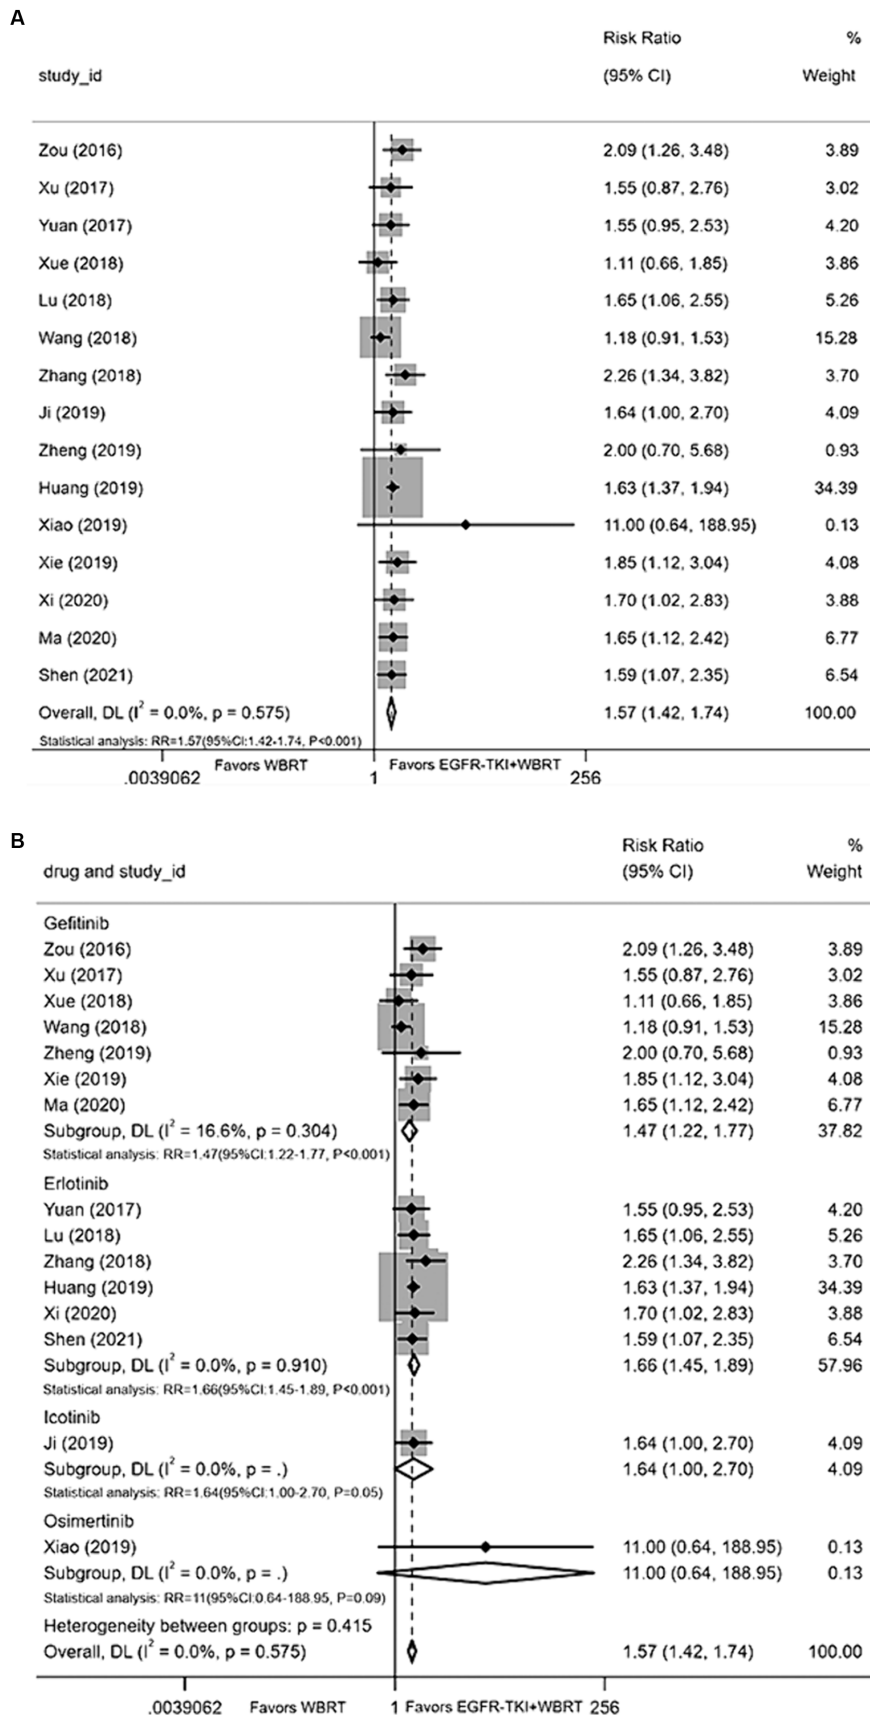 A
Risk Ratio %
study_id (95% CI) Weight
Zou (2016) 2.09 (1.26, 3.48) 3.89
Xu (2017) 1.55 (0.87, 2.76) 3.02
Yuan (2017) 1.55 (0.95, 2.53) 4.20
Xue (2018) 1.11 (0.66, 1.85) 3.86
Lu (2018) 1.65 (1.06, 2.55) 5.26
Wang (2018) 1.18 (0.91, 1.53) 15.28
Zhang (2018) 2.26 (1.34, 3.82) 3.70
Ji (2019) 1.64 (1.00, 2.70) 4.09
Zheng (2019) 2.00 (0.70, 5.68) 0.93
Huang (2019) 1.63 (1.37, 1.94) 34.39
Xiao (2019) 11.00 (0.64, 188.95) 0.13
Xie (2019) 1.85 (1.12, 3.04) 4.08
Xi (2020) 1.70 (1.02, 2.83) 3.88
Ma (2020) 1.65 (1.12, 2.42) 6.77
Shen (2021) 1.59 (1.07, 2.35) 6.54
Overall, DL (I² = 0.0%, p = 0.575) 1.57 (1.42, 1.74) 100.00
Statistical analysis: RR=1.57(95%CI:1.42-1.74, P<0.001)
Favors WBRT Favors EGFR-TKI+WBRT
.0039062 1 256
B
Risk Ratio %
drug and study_id (95% CI) Weight
Gefitinib
Zou (2016) 2.09 (1.26, 3.48) 3.89
Xu (2017) 1.55 (0.87, 2.76) 3.02
Xue (2018) 1.11 (0.66, 1.85) 3.86
Wang (2018) 1.18 (0.91, 1.53) 15.28
Zheng (2019) 2.00 (0.70, 5.68) 0.93
Xie (2019) 1.85 (1.12, 3.04) 4.08
Ma (2020) 1.65 (1.12, 2.42) 6.77
Subgroup, DL (I² = 16.6%, p = 0.304) 1.47 (1.22, 1.77) 37.82
Statistical analysis: RR=1.47(95%CI:1.22-1.77, P<0.001)
Erlotinib
Yuan (2017) 1.55 (0.95, 2.53) 4.20
Lu (2018) 1.65 (1.06, 2.55) 5.26
Zhang (2018) 2.26 (1.34, 3.82) 3.70
Huang (2019) 1.63 (1.37, 1.94) 34.39
Xi (2020) 1.70 (1.02, 2.83) 3.88
Shen (2021) 1.59 (1.07, 2.35) 6.54
Subgroup, DL (I² = 0.0%, p = 0.910) 1.66 (1.45, 1.89) 57.96
Statistical analysis: RR=1.66(95%CI:1.45-1.89, P<0.001)
Icotinib
Ji (2019) 1.64 (1.00, 2.70) 4.09
Subgroup, DL (I² = 0.0%, p = .) 1.64 (1.00, 2.70) 4.09
Statistical analysis: RR=1.64(95%CI:1.00-2.70, P=0.05)
Osimertinib
Xiao (2019) 11.00 (0.64, 188.95) 0.13
Subgroup, DL (I² = 0.0%, p = .) 11.00 (0.64, 188.95) 0.13
Statistical analysis: RR=11(95%CI:0.64-188.95, P=0.09)
Heterogeneity between groups: p = 0.415
Overall, DL (I² = 0.0%, p = 0.575) 1.57 (1.42, 1.74) 100.00
.0039062 Favors WBRT 1 Favors EGFR-TKI+WBRT 256